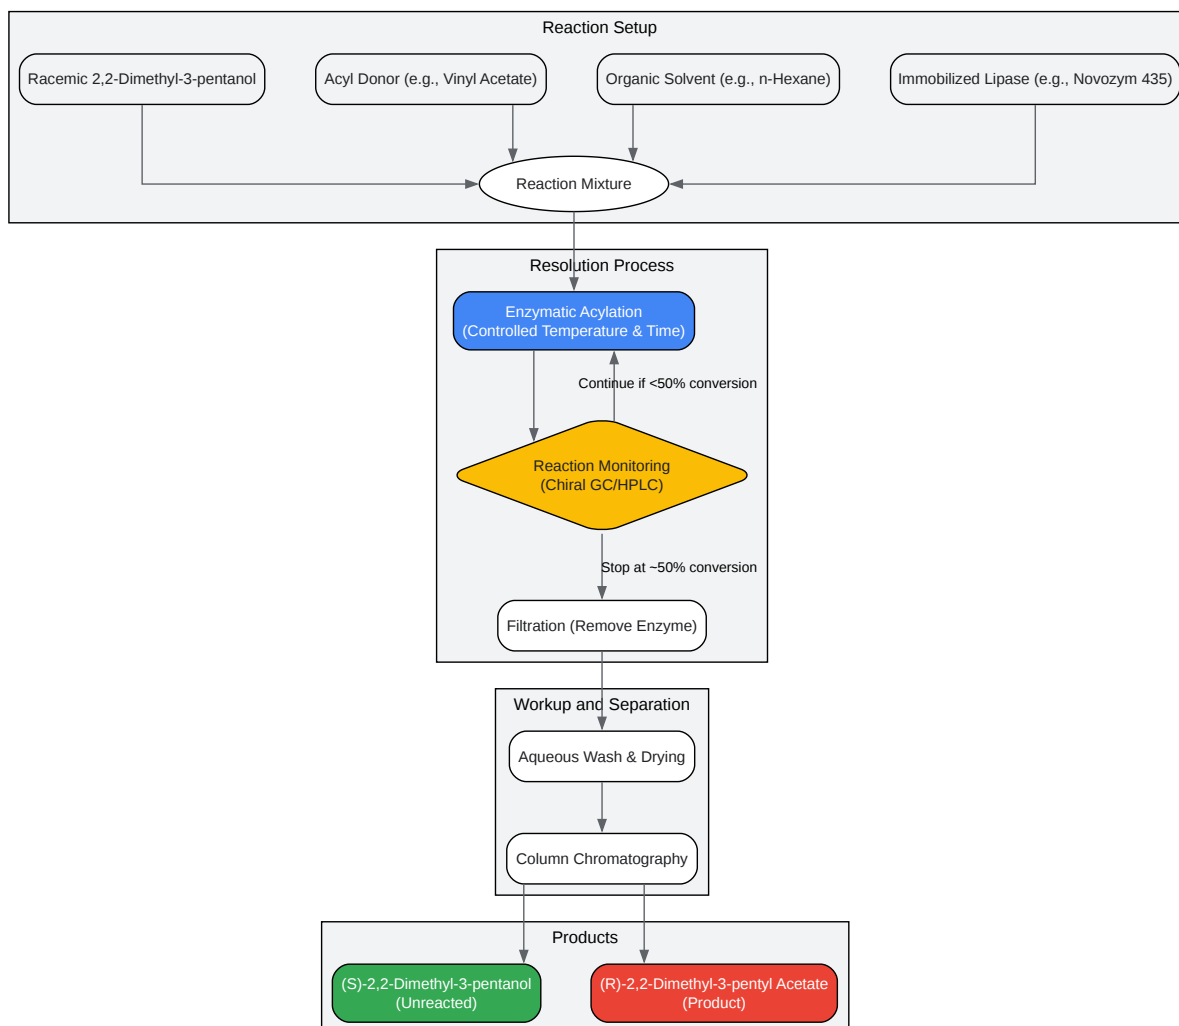 Reaction Setup
Racemic 2,2-Dimethyl-3-pentanol
Acyl Donor (e.g., Vinyl Acetate)
Organic Solvent (e.g., n-Hexane)
Immobilized Lipase (e.g., Novozym 435)
Reaction Mixture
Resolution Process
Enzymatic Acylation
(Controlled Temperature & Time)
Continue if <50% conversion
Reaction Monitoring
(Chiral GC/HPLC)
Stop at ~50% conversion
Filtration (Remove Enzyme)
Workup and Separation
Aqueous Wash & Drying
Column Chromatography
Products
(S)-2,2-Dimethyl-3-pentanol
(Unreacted)
(R)-2,2-Dimethyl-3-pentyl Acetate
(Product)